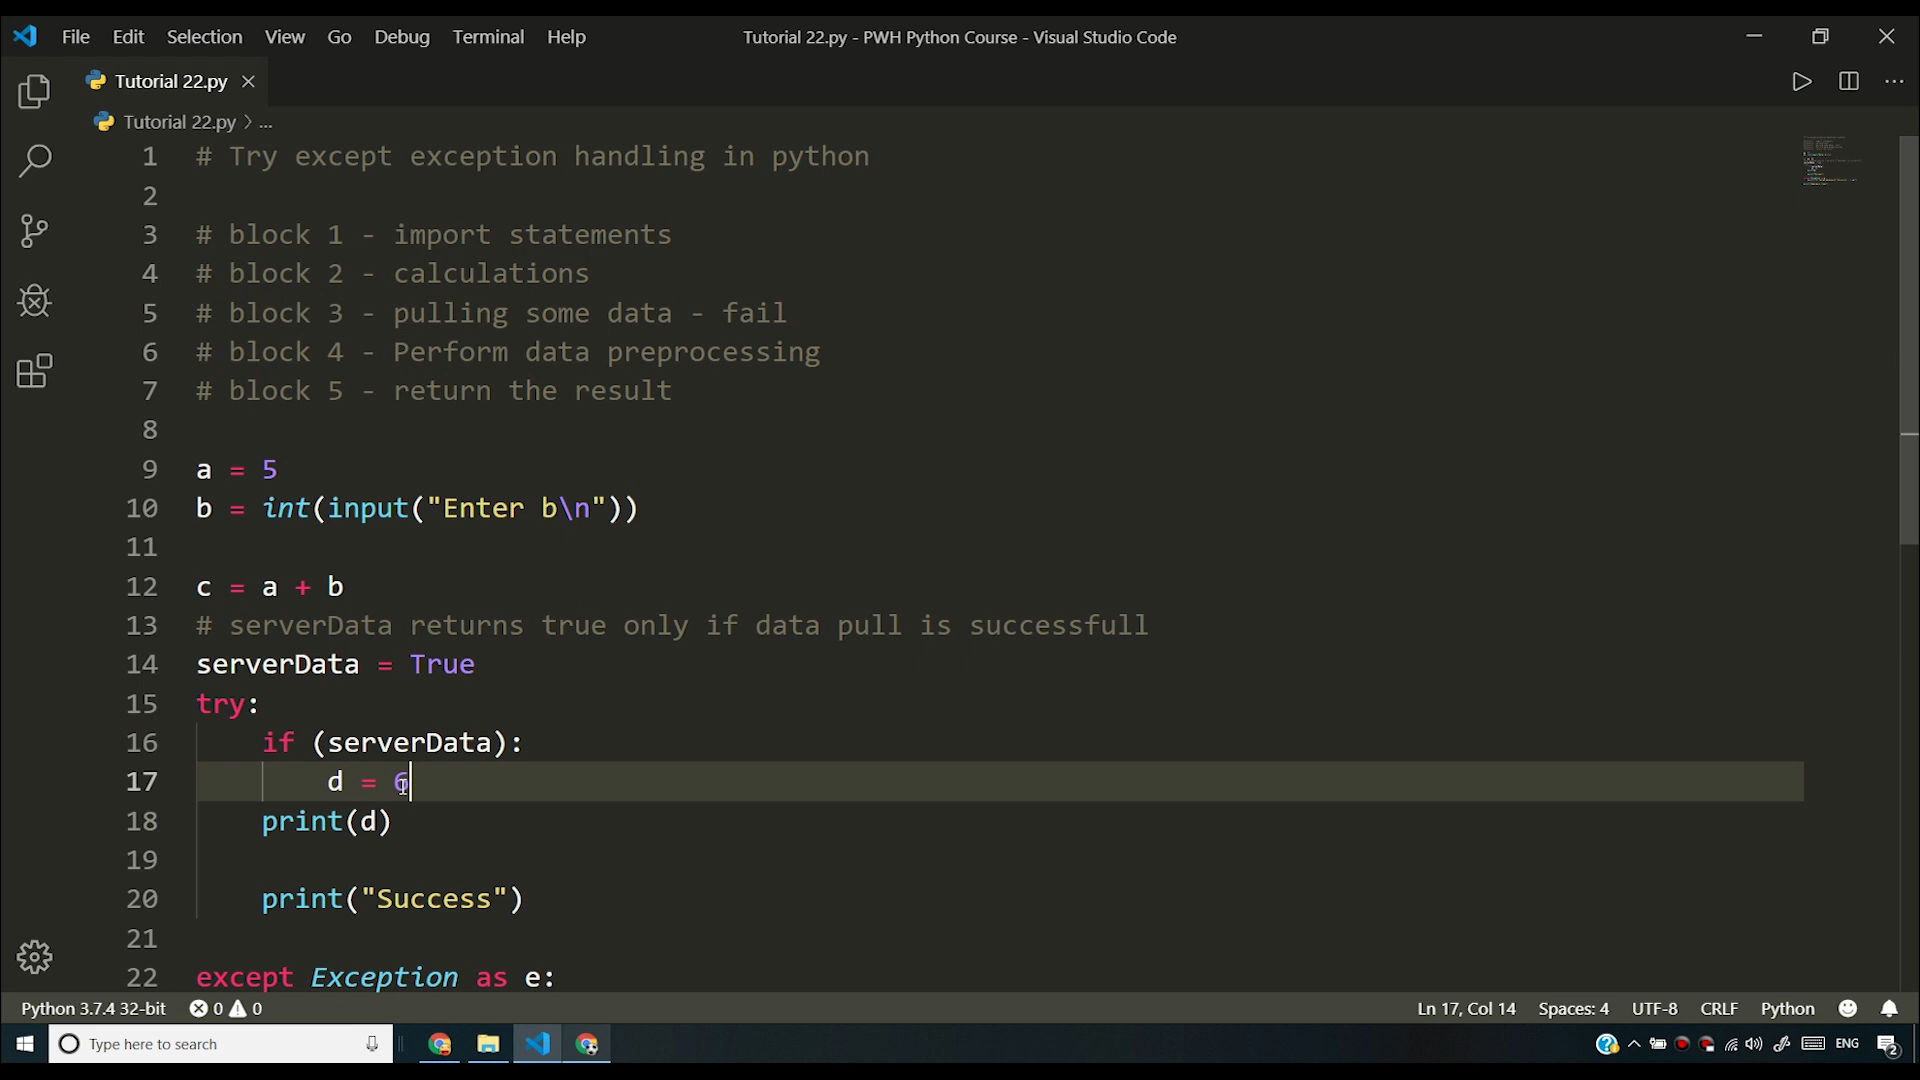 File Edit Selection View Go Debug Terminal Help
Tutorial 22.py - PWH Python Course - Visual Studio Code
Tutorial 22.py
Tutorial 22.py > ...
1 # Try except exception handling in python
2
3 # block 1 - import statements
4 # block 2 - calculations
5 # block 3 - pulling some data - fail
6 # block 4 - Perform data preprocessing
7 # block 5 - return the result
8
9 a = 5
10 b = int(input("Enter b\n"))
11
12 c = a + b
13 # serverData returns true only if data pull is successfull
14 serverData = True
15 try:
16 if (serverData):
17 d = 6
18 print(d)
19
20 print("Success")
21
22 except Exception as e:
Python 3.7.4 32-bit 0 0 Ln 17, Col 14 Spaces: 4 UTF-8 CRLF Python
Type here to search ENG 2